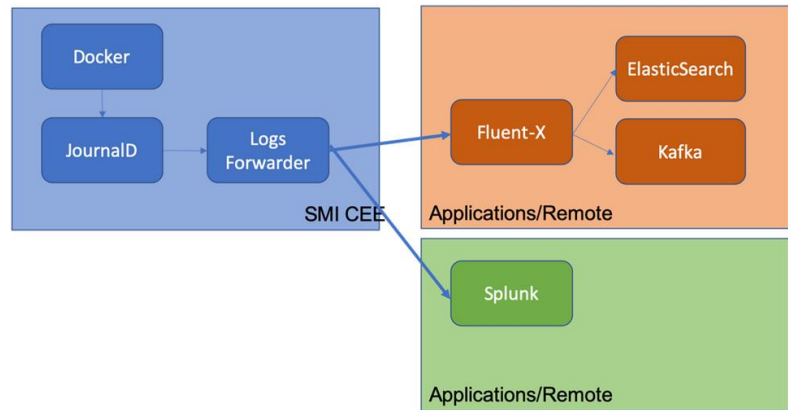 Docker
JournalD
Logs
Forwarder
SMI CEE
Fluent-X
ElasticSearch
Kafka
Applications/Remote
Splunk
Applications/Remote